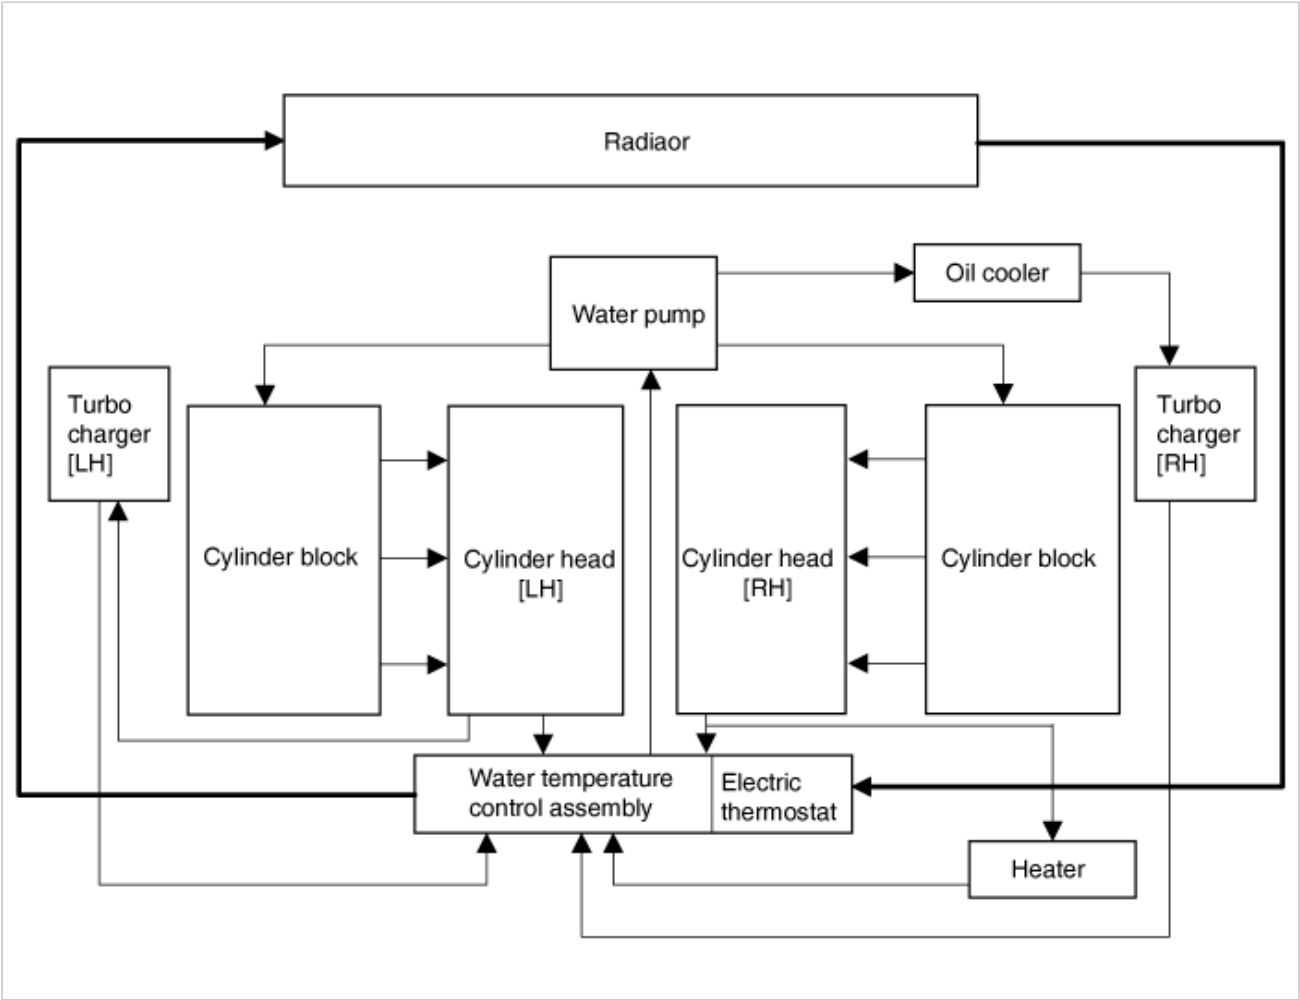 Radiaor
Oil cooler
Water pump
Turbo
charger
[LH]
Turbo
charger
[RH]
Cylinder block
Cylinder head
[LH]
Cylinder head
[RH]
Cylinder block
Water temperature
control assembly
Electric
thermostat
Heater